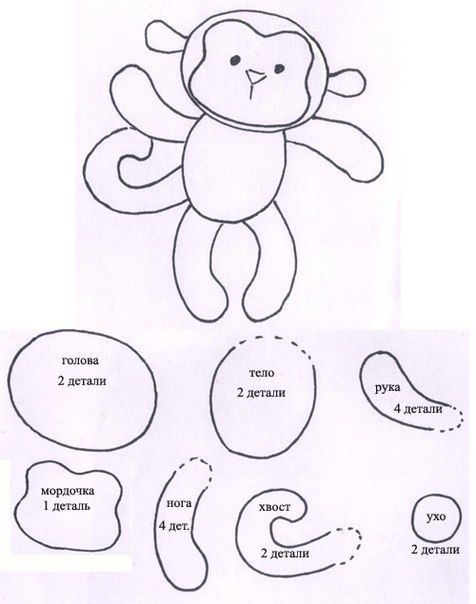 голова
2 детали
тело
2 детали
рука
4 детали
мордочка
1 деталь
нога
4 дет.
хвост
2 детали
ухо
2 детали